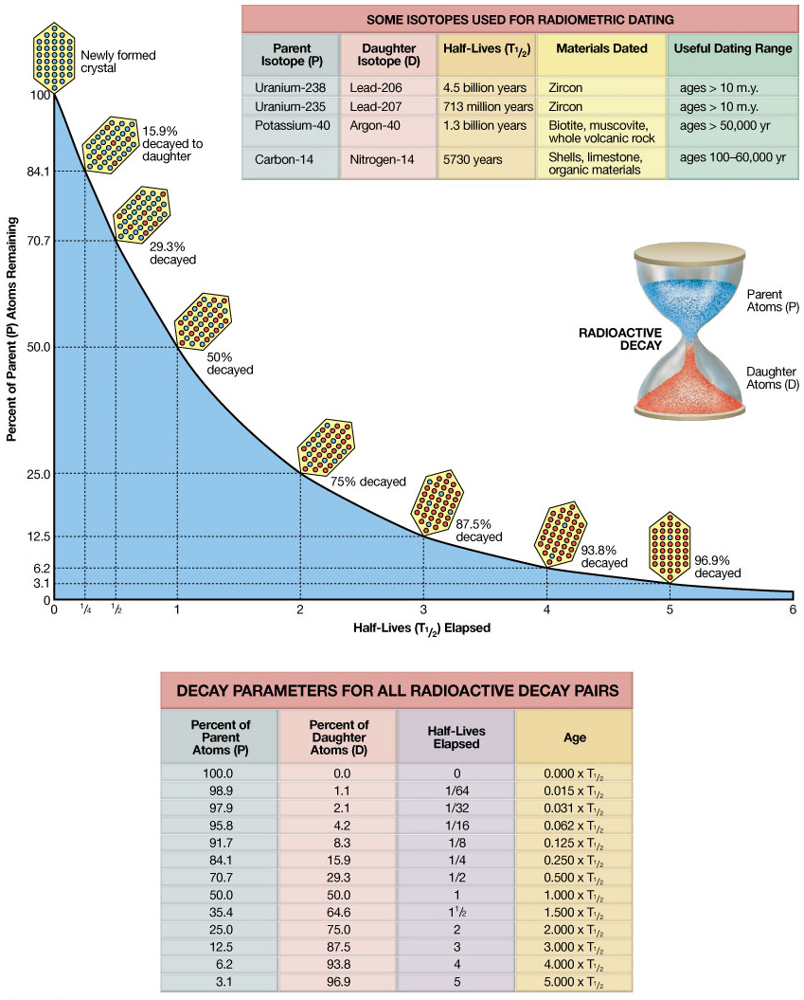 SOME ISOTOPES USED FOR RADIOMETRIC DATING
Parent Isotope (P) Daughter Isotope (D) Half-Lives (T1/2) Materials Dated Useful Dating Range
Uranium-238 Lead-206 4.5 billion years Zircon ages > 10 m.y.
Uranium-235 Lead-207 713 million years Zircon ages > 10 m.y.
Potassium-40 Argon-40 1.3 billion years Biotite, muscovite, whole volcanic rock ages > 50,000 yr
Carbon-14 Nitrogen-14 5730 years Shells, limestone, organic materials ages 100–60,000 yr
Newly formed
crystal
15.9%
decayed to
daughter
29.3%
decayed
50%
decayed
75% decayed
87.5%
decayed
93.8%
decayed
96.9%
decayed
Parent
Atoms (P)
RADIOACTIVE
DECAY
Daughter
Atoms (D)
Percent of Parent (P) Atoms Remaining
100
84.1
70.7
50.0
25.0
12.5
6.2
3.1
0
0 1/4 1/2 1 2 3 4 5 6
Half-Lives (T1/2) Elapsed
DECAY PARAMETERS FOR ALL RADIOACTIVE DECAY PAIRS
Percent of Parent Atoms (P) Percent of Daughter Atoms (D) Half-Lives Elapsed Age
100.0 0.0 0 0.000 x T1/2
98.9 1.1 1/64 0.015 x T1/2
97.9 2.1 1/32 0.031 x T1/2
95.8 4.2 1/16 0.062 x T1/2
91.7 8.3 1/8 0.125 x T1/2
84.1 15.9 1/4 0.250 x T1/2
70.7 29.3 1/2 0.500 x T1/2
50.0 50.0 1 1.000 x T1/2
35.4 64.6 1 1/2 1.500 x T1/2
25.0 75.0 2 2.000 x T1/2
12.5 87.5 3 3.000 x T1/2
6.2 93.8 4 4.000 x T1/2
3.1 96.9 5 5.000 x T1/2